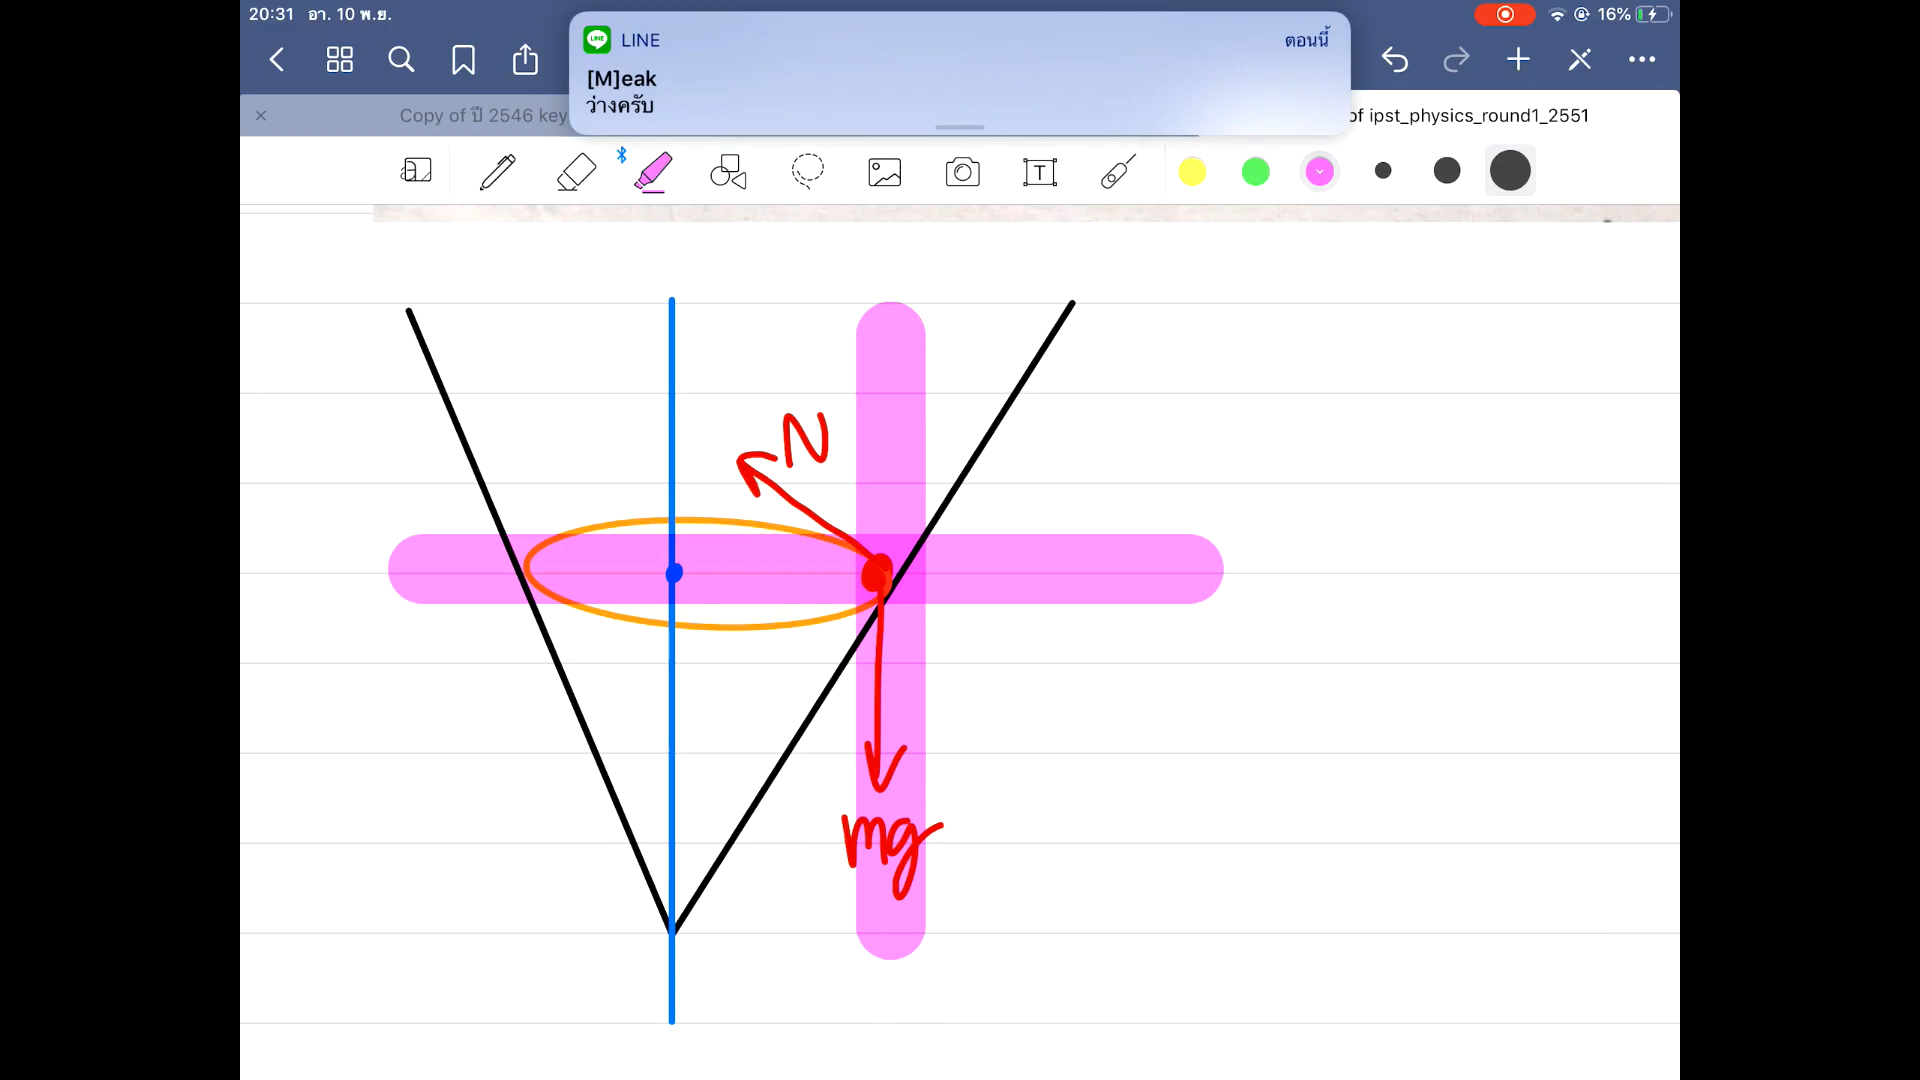 20:31 อา. 10 พ.ย.
16%
LINE
ตอนนี้
[M]eak
ว่างครับ
Copy of ปี 2546 key
of ipst_physics_round1_2551
a
T
N
mg